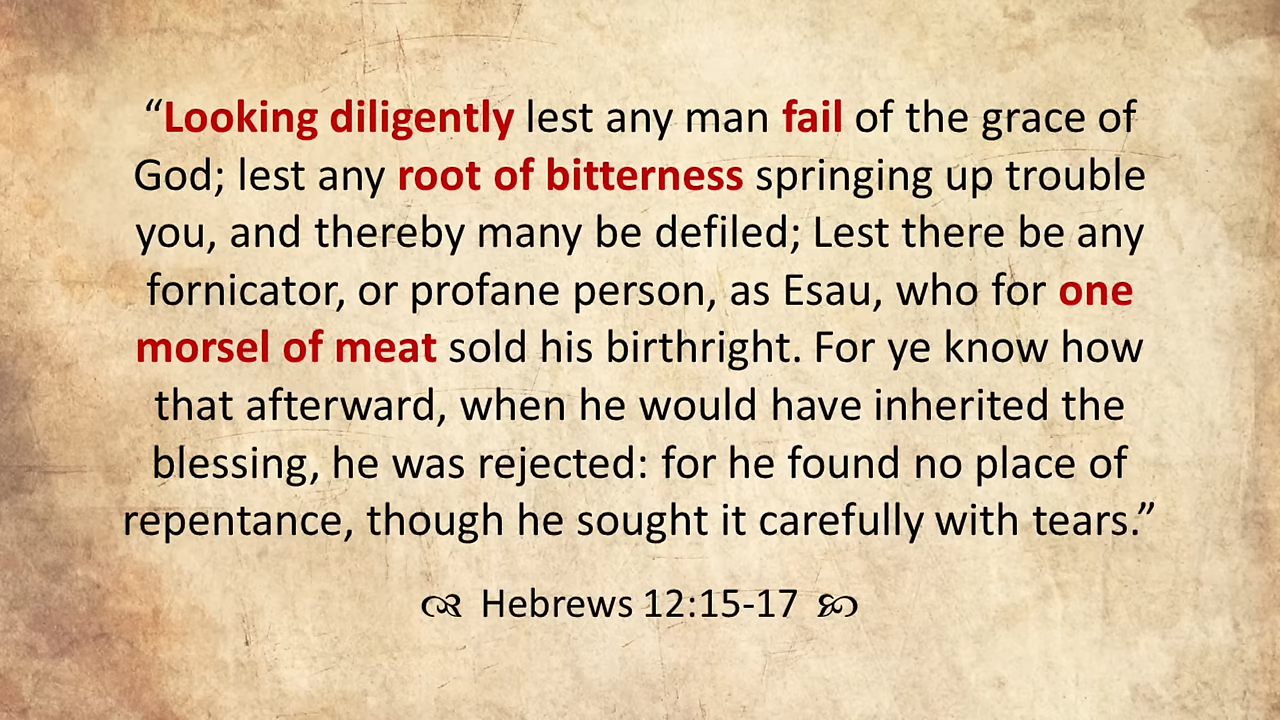 “Looking diligently lest any man fail of the grace of
God; lest any root of bitterness springing up trouble
you, and thereby many be defiled; Lest there be any
fornicator, or profane person, as Esau, who for one
morsel of meat sold his birthright. For ye know how
that afterward, when he would have inherited the
blessing, he was rejected: for he found no place of
repentance, though he sought it carefully with tears.”
Hebrews 12:15-17